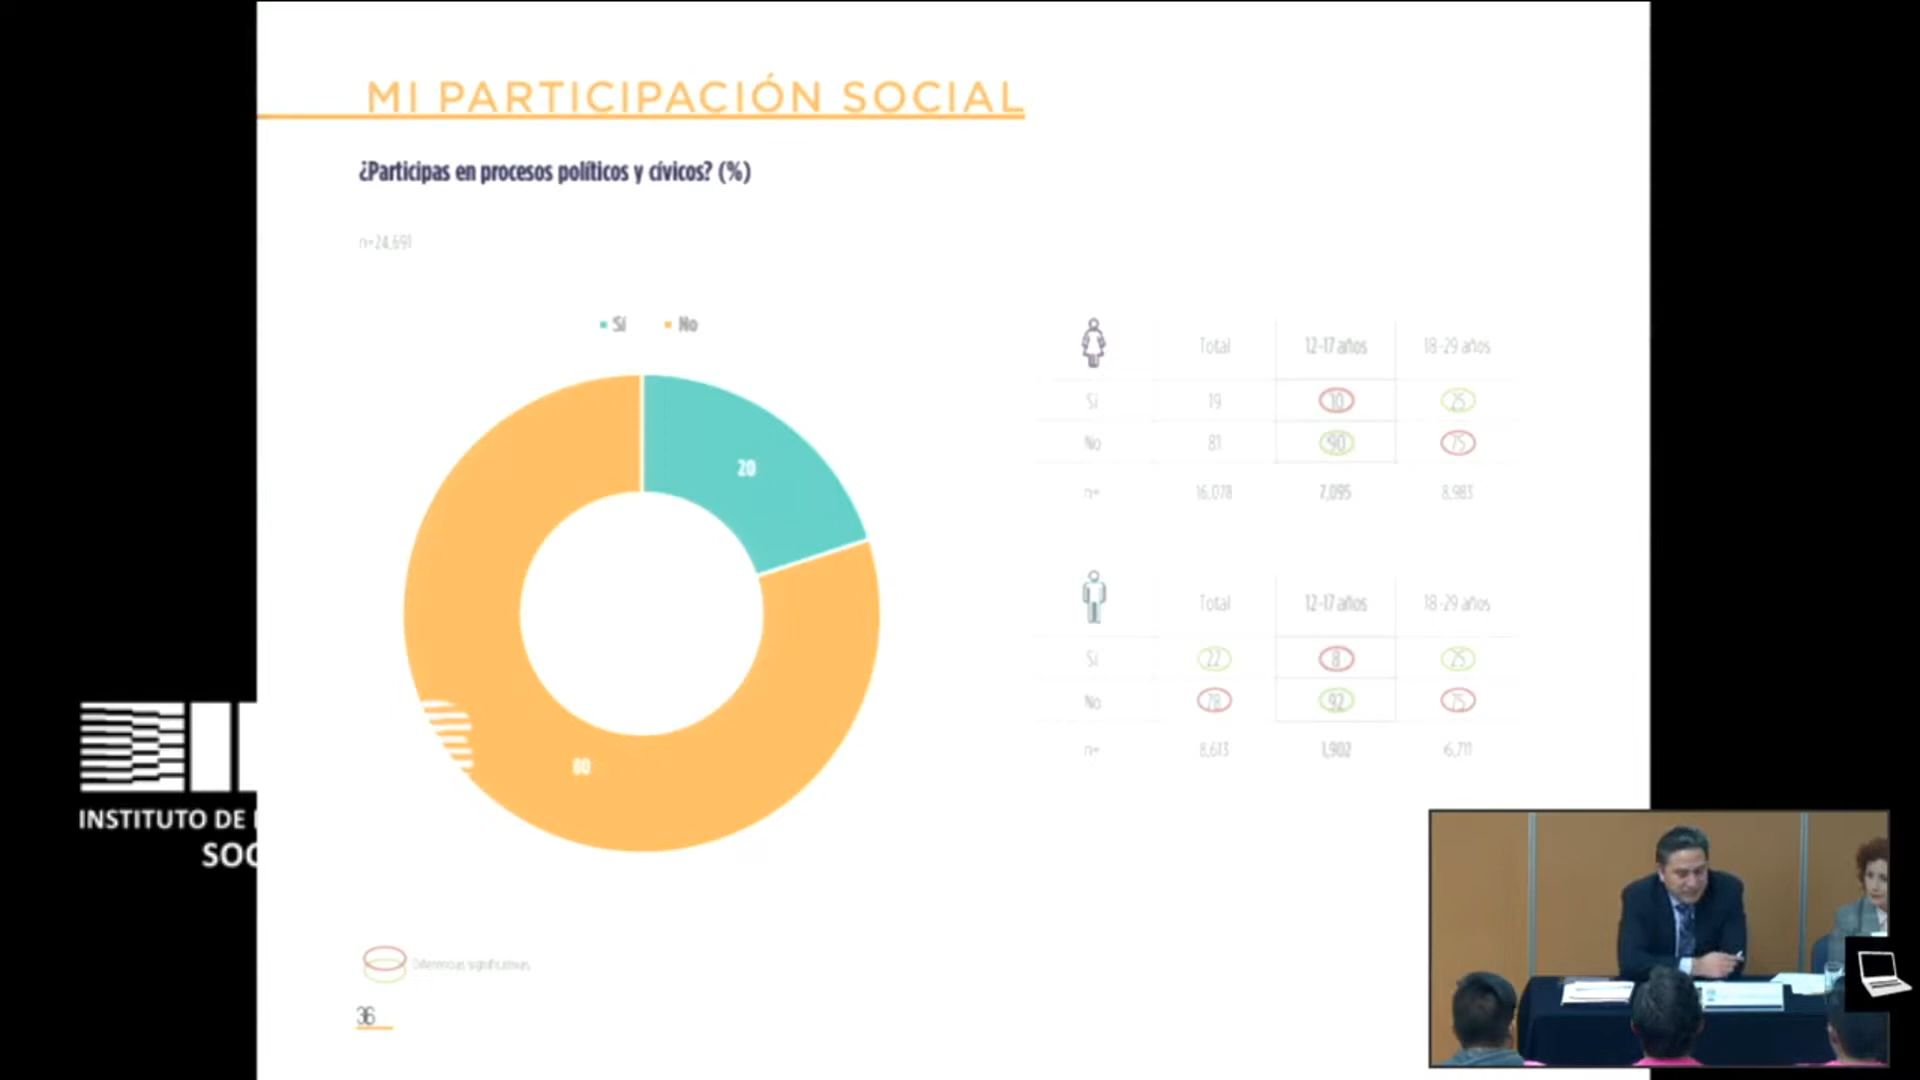 MI PARTICIPACIÓN SOCIAL
¿Participas en procesos políticos y cívicos? (%)
n=24,691
Sí No
20
80
Total 12-17 años 18-29 años
Sí 19 10 25
No 81 90 75
n= 16,078 7,095 8,983
Total 12-17 años 18-29 años
Sí 22 8 25
No 78 92 75
n= 8,613 1,902 6,711
INSTITUTO DE
SOC
Diferencias significativas
36